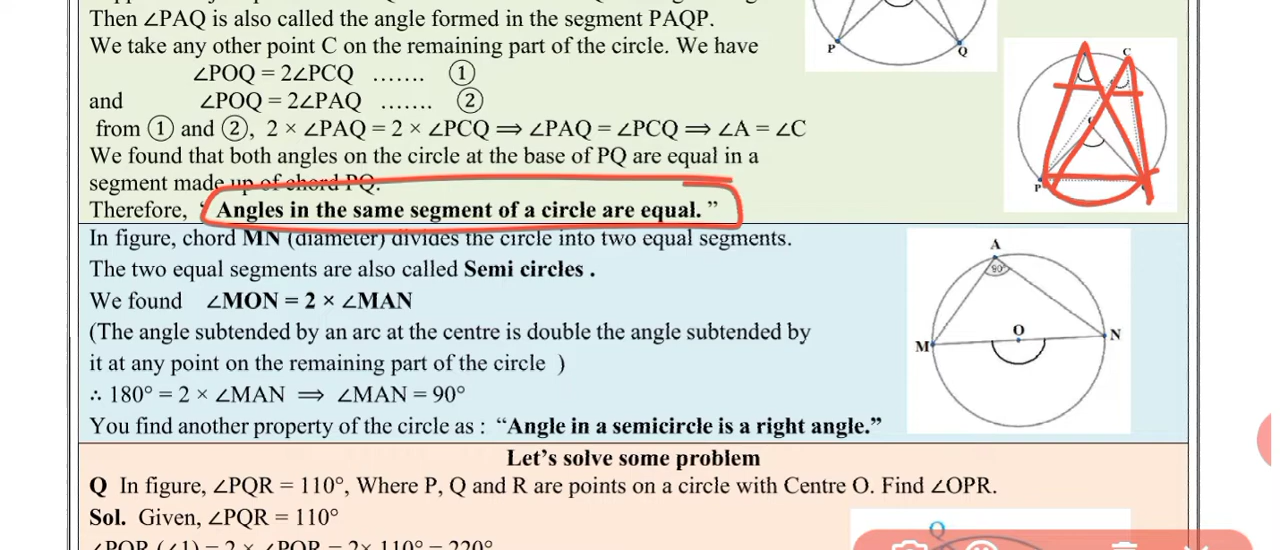 Then ∠PAQ is also called the angle formed in the segment PAQP.
We take any other point C on the remaining part of the circle. We have
∠POQ = 2∠PCQ ……. ①
and ∠POQ = 2∠PAQ ……. ②
from ① and ②, 2 × ∠PAQ = 2 × ∠PCQ ⟹ ∠PAQ = ∠PCQ ⟹ ∠A = ∠C
We found that both angles on the circle at the base of PQ are equal in a
segment made up of chord PQ.
Therefore, “ Angles in the same segment of a circle are equal. ”
P Q
C
P
In figure, chord MN (diameter) divides the circle into two equal segments.
The two equal segments are also called Semi circles .
We found ∠MON = 2 × ∠MAN
(The angle subtended by an arc at the centre is double the angle subtended by
it at any point on the remaining part of the circle )
∴ 180° = 2 × ∠MAN ⟹ ∠MAN = 90°
You find another property of the circle as : “Angle in a semicircle is a right angle.”
A
90°
O
M N
Let’s solve some problem
Q In figure, ∠PQR = 110°, Where P, Q and R are points on a circle with Centre O. Find ∠OPR.
Sol. Given, ∠PQR = 110°
Q